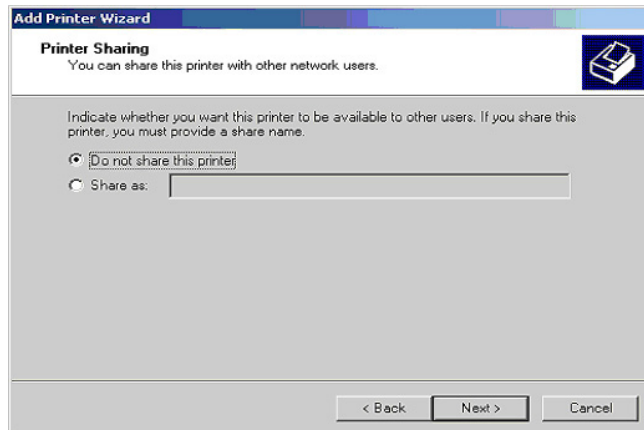 Add Printer Wizard
Printer Sharing
You can share this printer with other network users.
Indicate whether you want this printer to be available to other users. If you share this
printer, you must provide a share name.
Do not share this printer
Share as:
< Back
Next >
Cancel